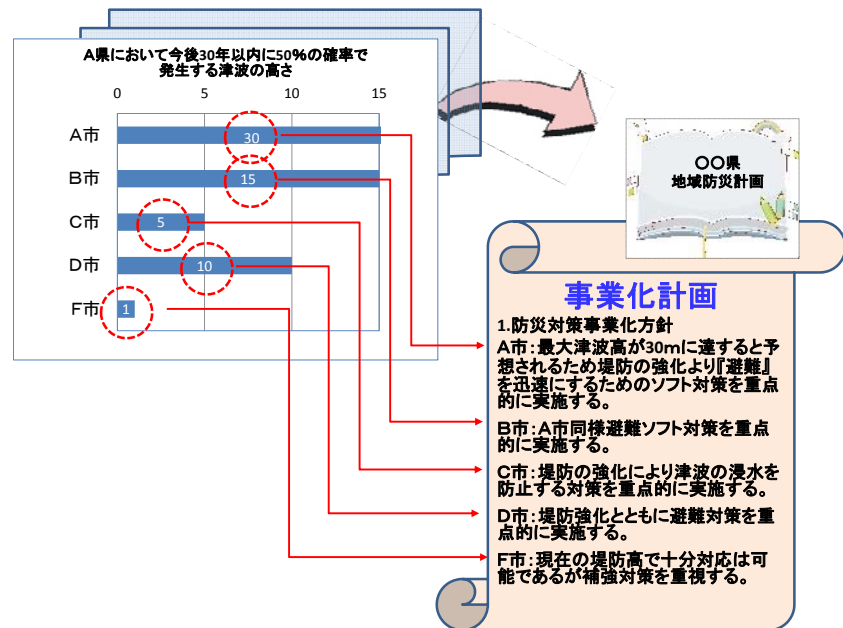 A県において今後30年以内に50%の確率で
発生する津波の高さ
0 5 10 15
A市 30
B市 15
C市 5
D市 10
F市 1
〇〇県
地域防災計画
事業化計画
1.防災対策事業化方針
A市：最大津波高が30mに達すると予
想されるため堤防の強化より『避難』
を迅速にするためのソフト対策を重点
的に実施する。
B市：A市同様避難ソフト対策を重点
的に実施する。
C市：堤防の強化により津波の浸水を
防止する対策を重点的に実施する。
D市：堤防強化とともに避難対策を重
点的に実施する。
F市：現在の堤防高で十分対応は可
能であるが補強対策を重視する。